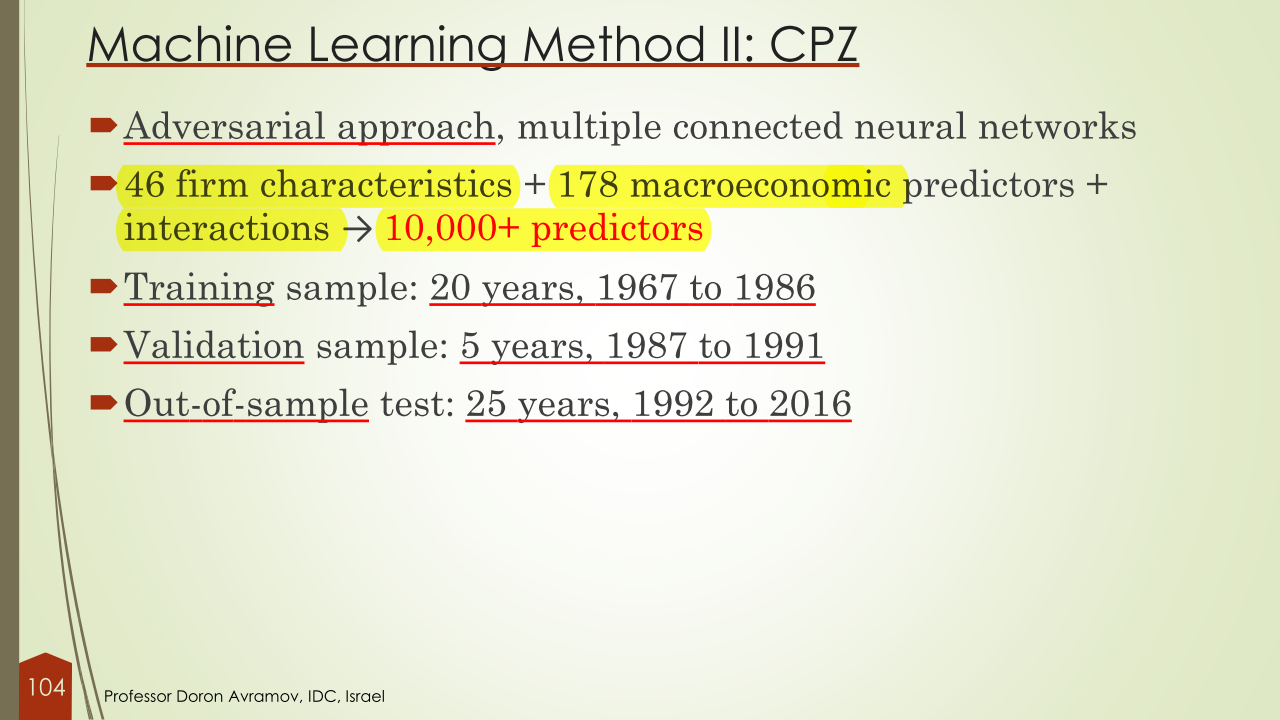 Machine Learning Method II: CPZ
Adversarial approach, multiple connected neural networks
46 firm characteristics + 178 macroeconomic predictors +
interactions → 10,000+ predictors
Training sample: 20 years, 1967 to 1986
Validation sample: 5 years, 1987 to 1991
Out-of-sample test: 25 years, 1992 to 2016
104
Professor Doron Avramov, IDC, Israel